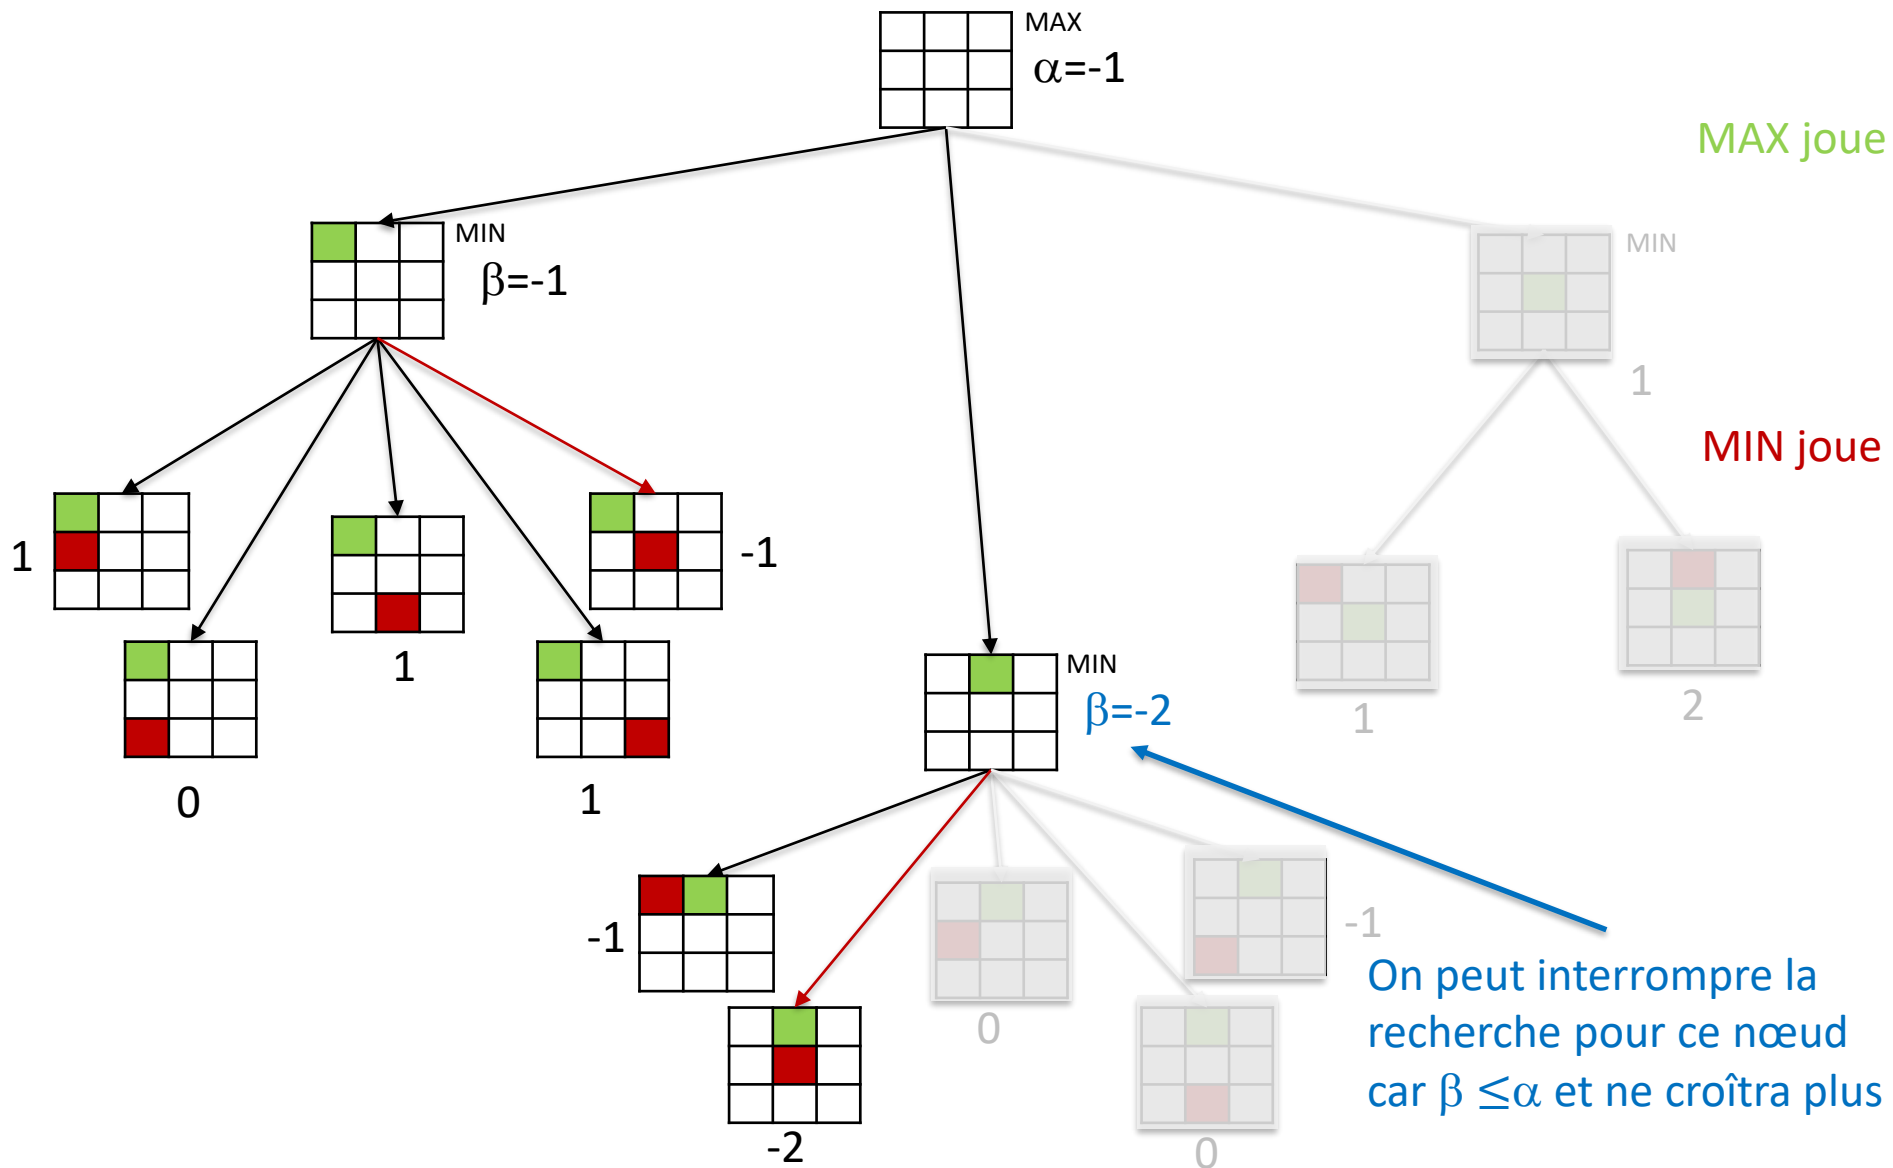 MAX
α=-1
MAX joue
MIN
β=-1
MIN
1
MIN joue
1
-1
1
0
1
MIN
β=-2
1
2
-1
-1
0
-2
0
On peut interrompre la
recherche pour ce nœud
car β ≤α et ne croîtra plus